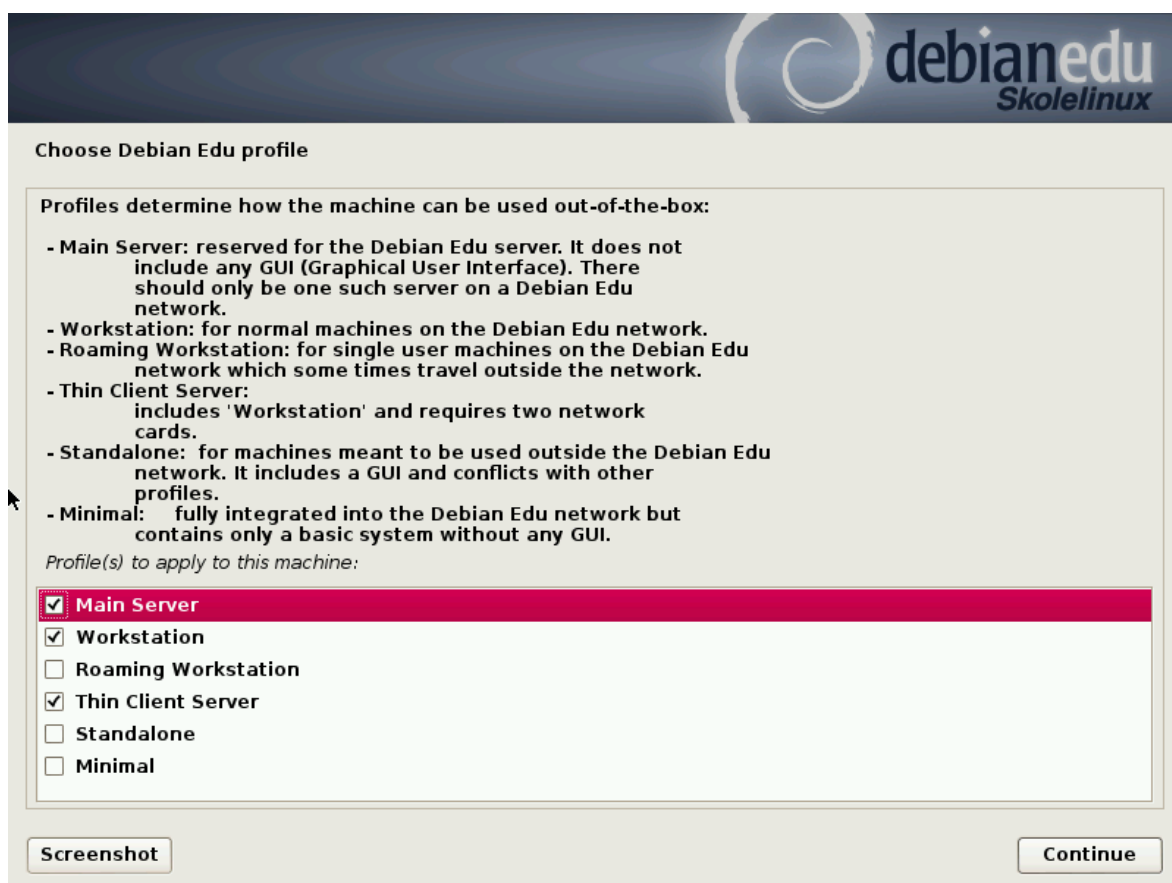 debianedu
Skolelinux
Choose Debian Edu profile
Profiles determine how the machine can be used out-of-the-box:
- Main Server: reserved for the Debian Edu server. It does not
include any GUI (Graphical User Interface). There
should only be one such server on a Debian Edu
network.
- Workstation: for normal machines on the Debian Edu network.
- Roaming Workstation: for single user machines on the Debian Edu
network which some times travel outside the network.
- Thin Client Server:
includes 'Workstation' and requires two network
cards.
- Standalone: for machines meant to be used outside the Debian Edu
network. It includes a GUI and conflicts with other
profiles.
- Minimal: fully integrated into the Debian Edu network but
contains only a basic system without any GUI.
Profile(s) to apply to this machine:
Main Server
Workstation
Roaming Workstation
Thin Client Server
Standalone
Minimal
Screenshot
Continue